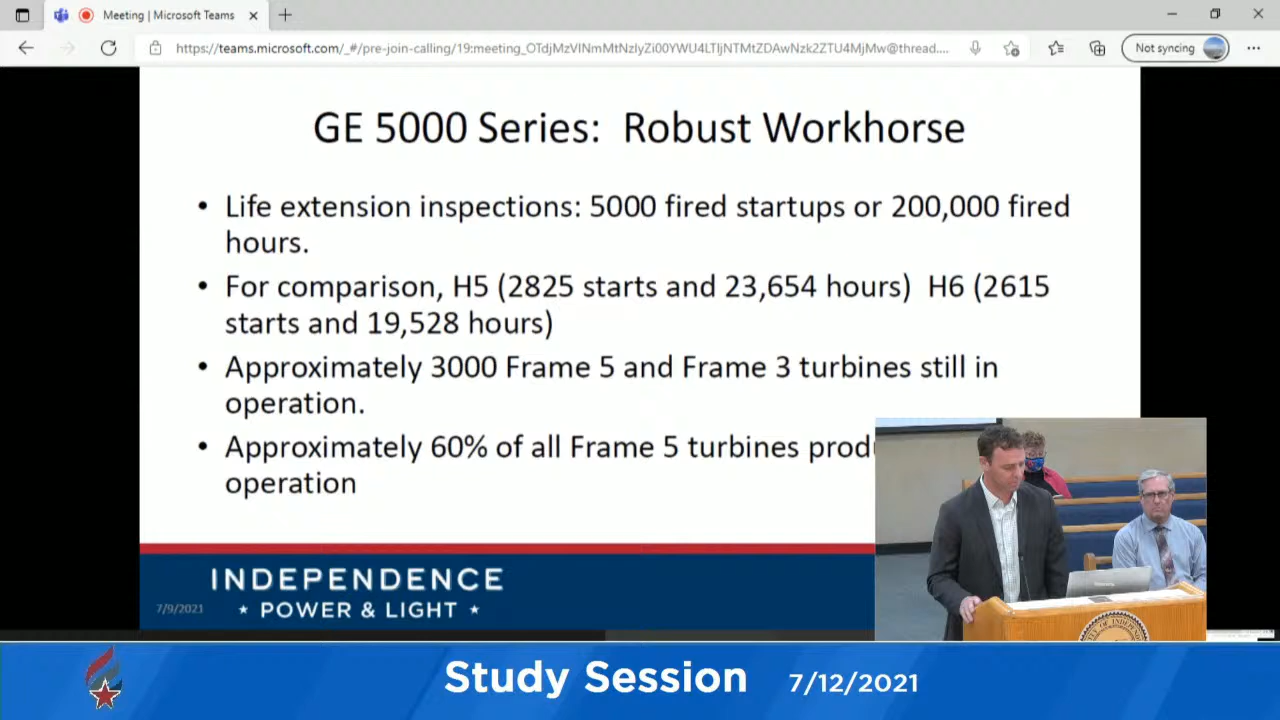 Meeting | Microsoft Teams
https://teams.microsoft.com/_#/pre-join-calling/19:meeting_OTdjMzVlNmMtNzIyZi00YWU4LTljNTMtZDAwNzk2ZTU4MjMw@thread....
Not syncing
GE 5000 Series: Robust Workhorse
• Life extension inspections: 5000 fired startups or 200,000 fired
hours.
• For comparison, H5 (2825 starts and 23,654 hours) H6 (2615
starts and 19,528 hours)
• Approximately 3000 Frame 5 and Frame 3 turbines still in
operation.
• Approximately 60% of all Frame 5 turbines
operation
INDEPENDENCE
POWER & LIGHT
7/9/2021
Study Session 7/12/2021